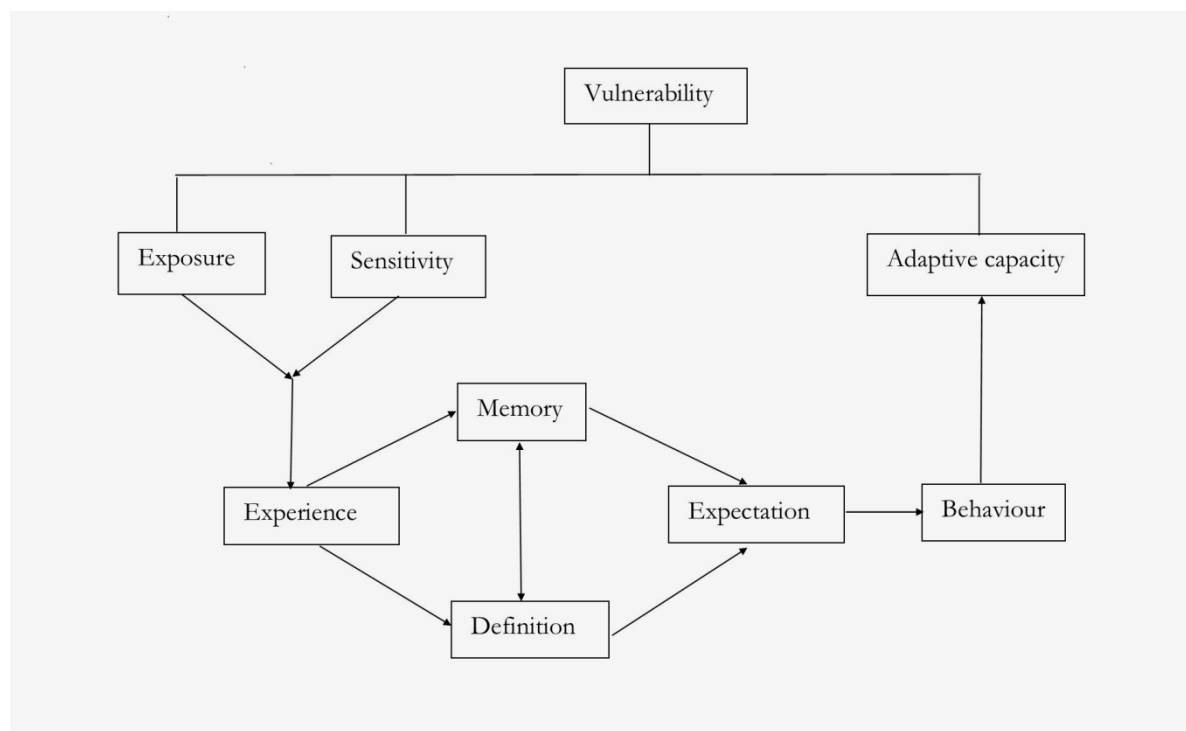 Vulnerability
Exposure
Sensitivity
Adaptive capacity
Memory
Experience
Expectation
Behaviour
Definition